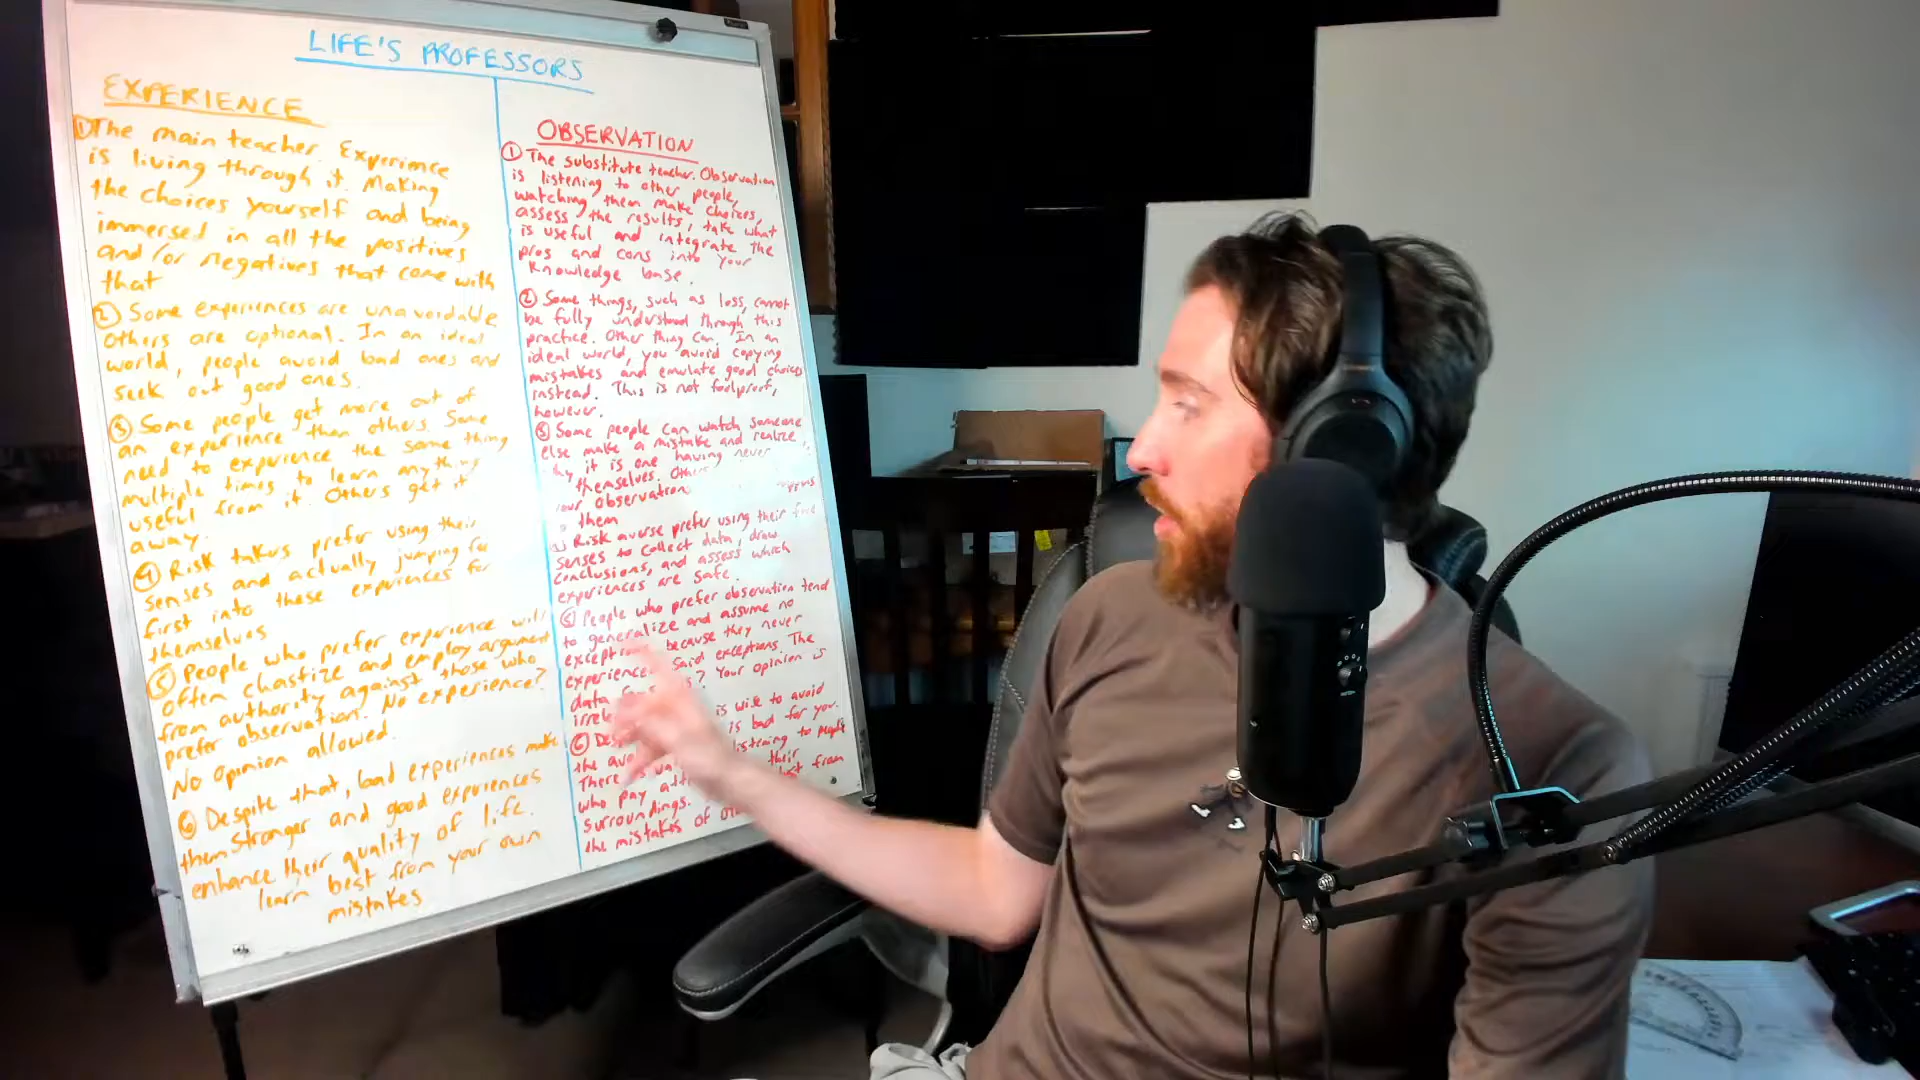 LIFE'S PROFESSORS
EXPERIENCE
① The main teacher. Experience
is living through it. Making
the choices yourself and being
immersed in all the positives
and/or negatives that come with
that
② Some experiences are unavoidable
Others are optional. In an ideal
world, people avoid bad ones and
seek out good ones.
③ Some people get more out of
an experience than others. Some
need to experience the same thing
multiple times to learn anything
useful from it. Others get it
away.
④ Risk takers prefer using their
senses and actually jumping
first into these experiences for
themselves
⑤ People who prefer experience will
often chastize and employ argument
from authority against those who
prefer observation. No experience?
No opinion allowed.
⑥ Despite that, bad experiences make
them stronger and good experiences
enhance their quality of life.
learn best from your own
mistakes
OBSERVATION
① The substitute teacher. Observation
is listening to other people,
watching them make choices,
assess the results, take what
is useful and integrate the
pros and cons into your
knowledge base.
② Some things, such as loss, cannot
be fully understood through this
practice. Other thing can. In an
ideal world, you avoid copying
mistakes and emulate good choices
instead. This is not foolproof,
however.
③ Some people can watch someone
else make a mistake and realize
it is one having never
themselves.
observation
them
Risk averse prefer using their five
senses to collect data, draw
conclusions, and assess which
experiences are safe.
⑤ People who prefer observation tend
to generalize and assume no
because they never
said exceptions. The
data ? Your opinion is
⑥ is wise to avoid
the is bad for you.
There listening to people
who pay their
surroundings. from
the mistakes of